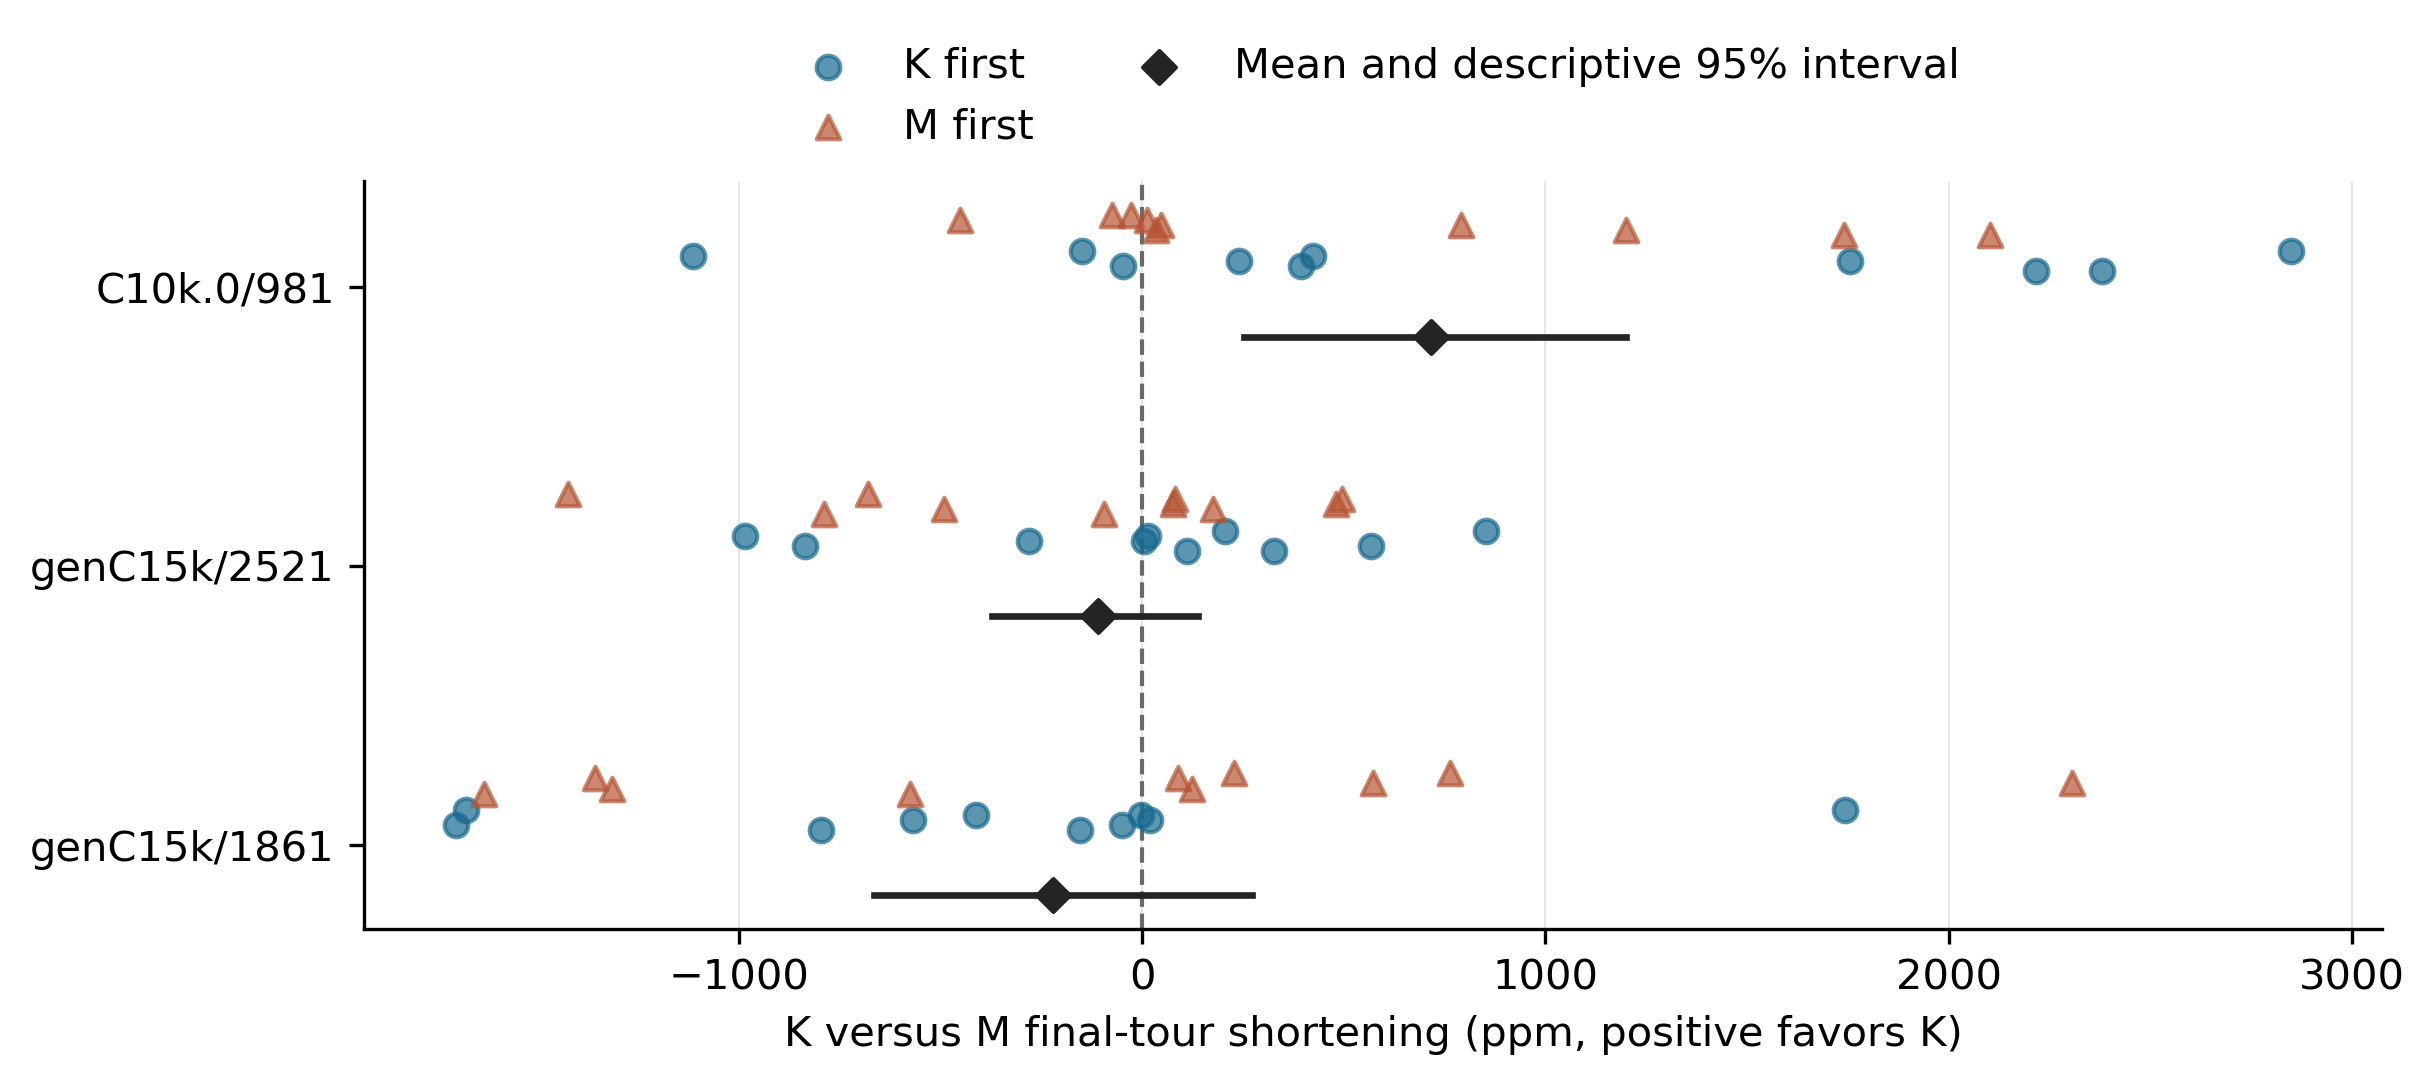 K first
M first
Mean and descriptive 95% interval
C10k.0/981
genC15k/2521
genC15k/1861
−1000
0
1000
2000
3000
K versus M final-tour shortening (ppm, positive favors K)